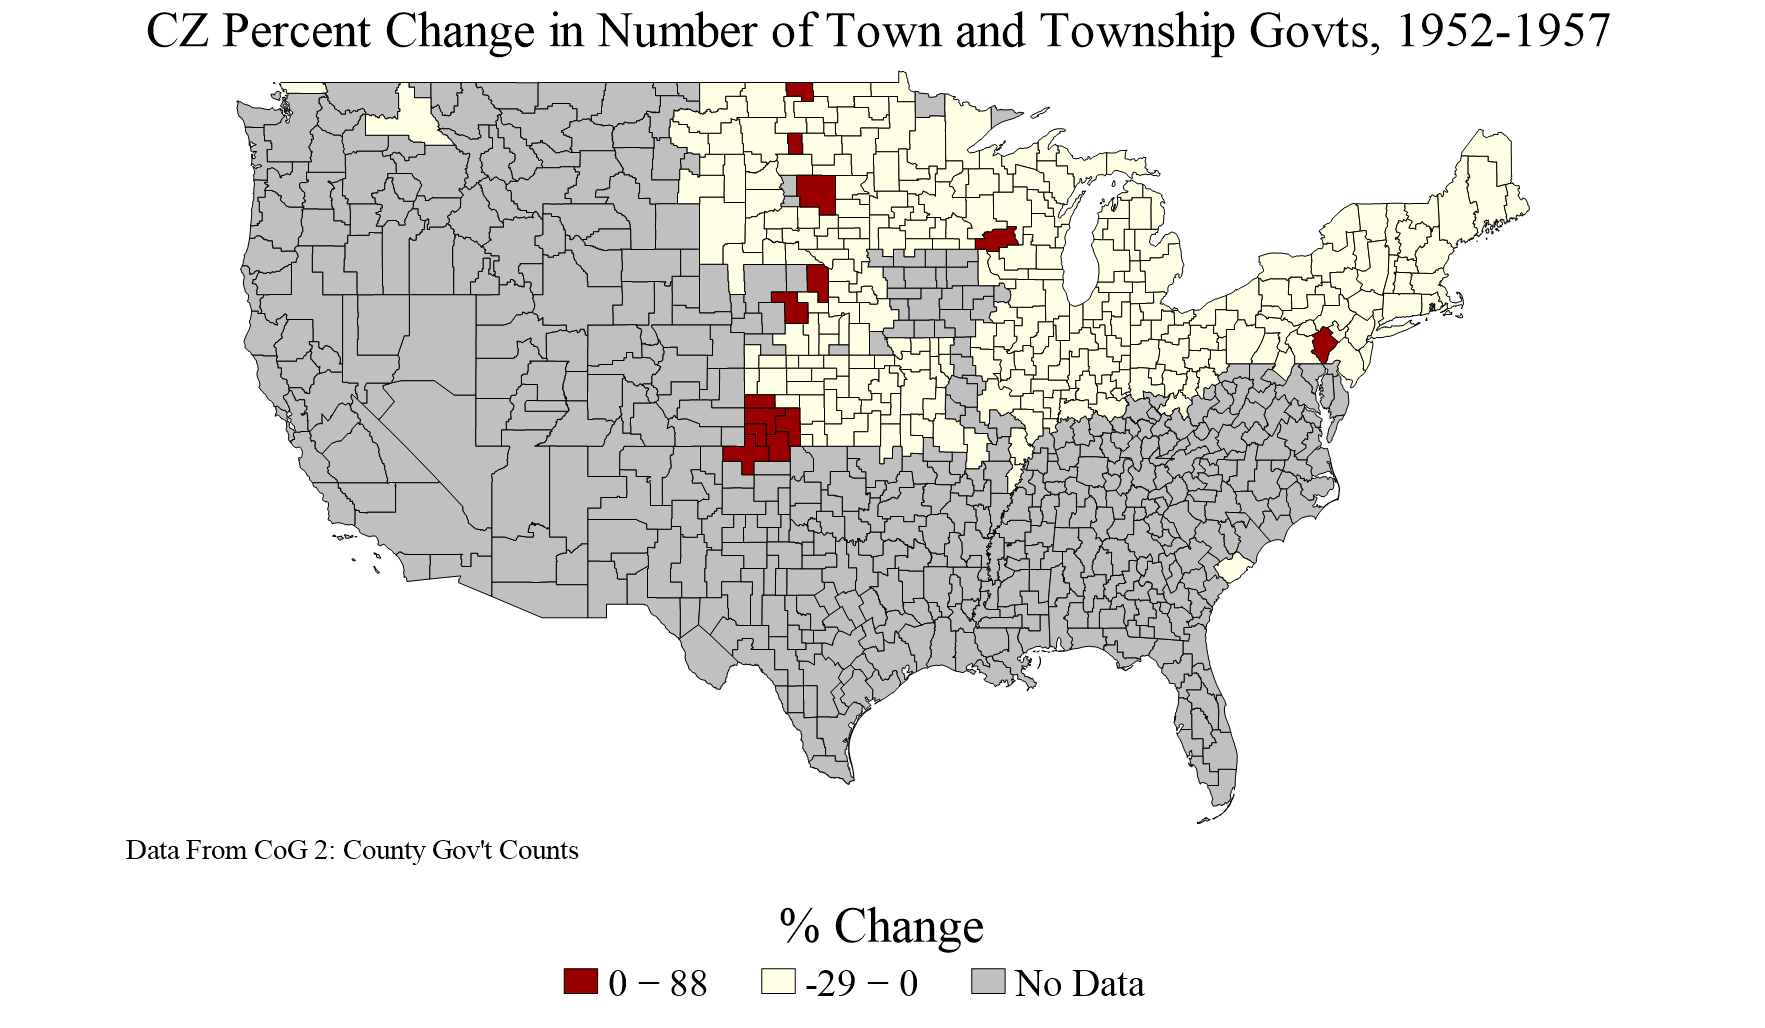 CZ Percent Change in Number of Town and Township Govts, 1952-1957
Data From CoG 2: County Gov't Counts
% Change
0 − 88 -29 − 0 No Data